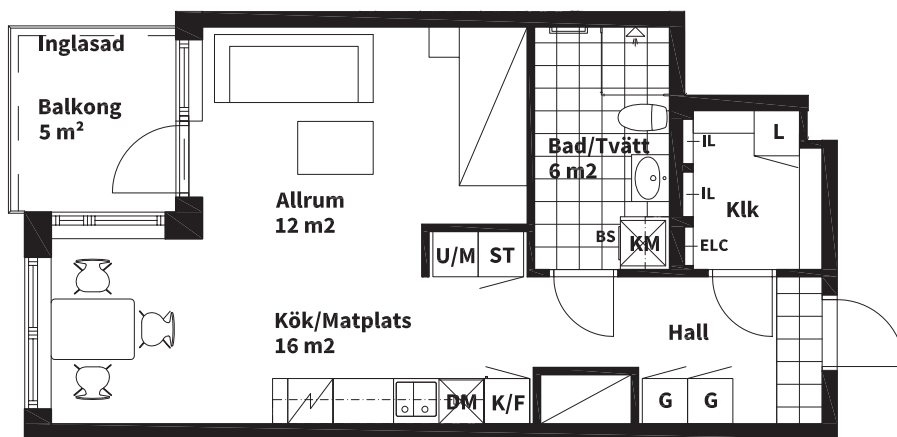 Inglasad
Balkong
5 m²
Allrum
12 m2
Bad/Tvätt
6 m2
L
IL
IL
Klk
ELC
BS
KM
U/M
ST
Kök/Matplats
16 m2
Hall
DM
K/F
G
G